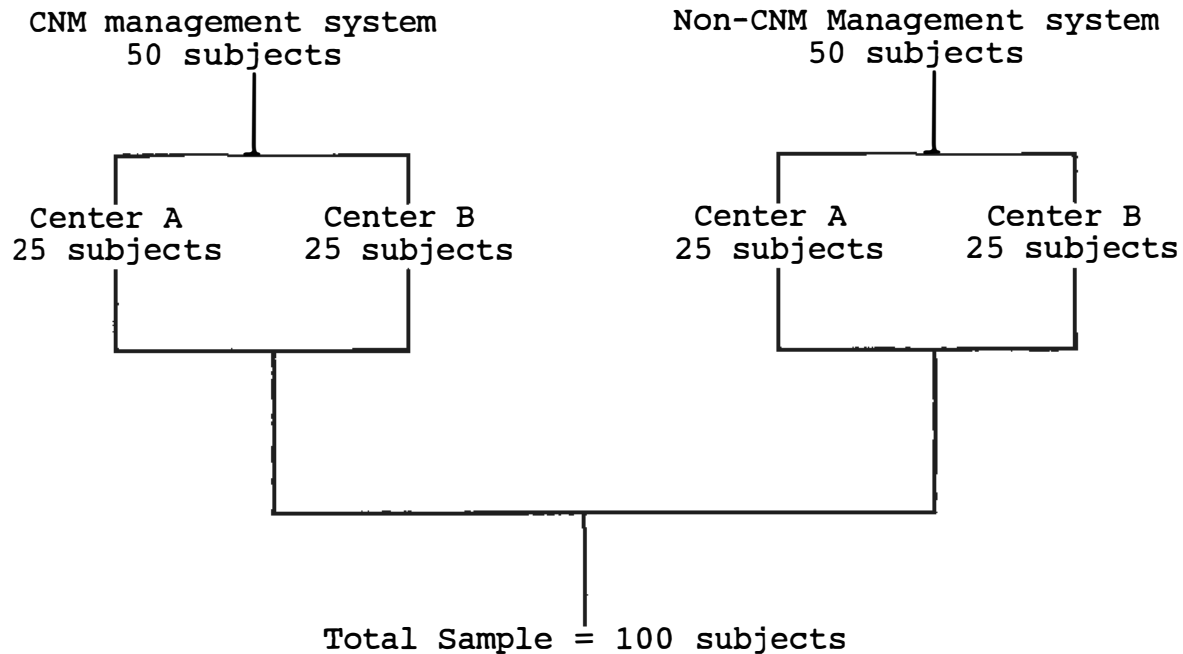 CNM management system
50 subjects
Non-CNM Management system
50 subjects
Center A
25 subjects
Center B
25 subjects
Center A
25 subjects
Center B
25 subjects
Total Sample = 100 subjects